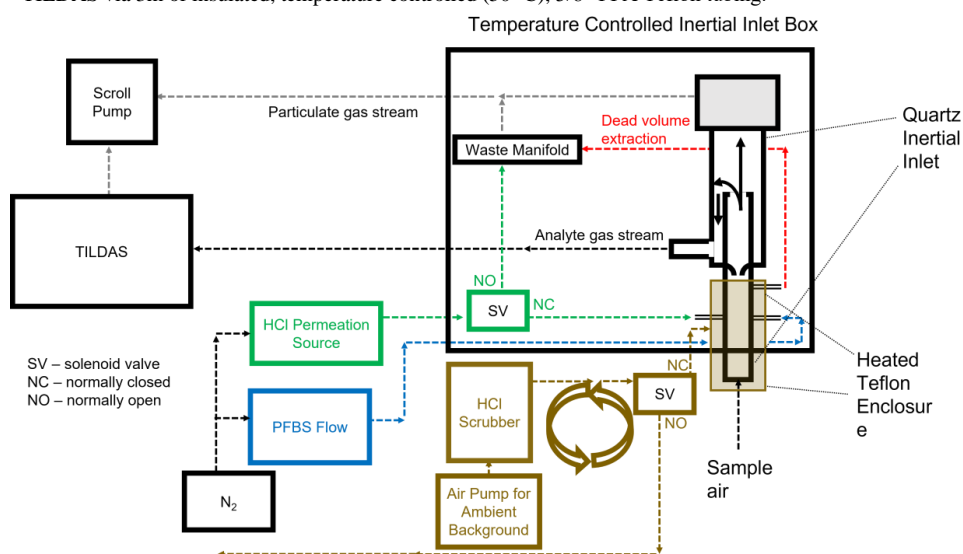 TILDAS via 3m of insulated, temperature controlled (50 °C), 3/8" PFA Teflon tubing.
Temperature Controlled Inertial Inlet Box
Scroll
Pump
Particulate gas stream
Dead volume
extraction
Waste Manifold
Quartz
Inertial
Inlet
TILDAS
Analyte gas stream
NO
SV
NC
HCl Permeation
Source
SV – solenoid valve
NC – normally closed
NO – normally open
PFBS Flow
HCl
Scrubber
NC
SV
NO
Heated
Teflon
Enclosur
e
Sample
air
N2
Air Pump for
Ambient
Background